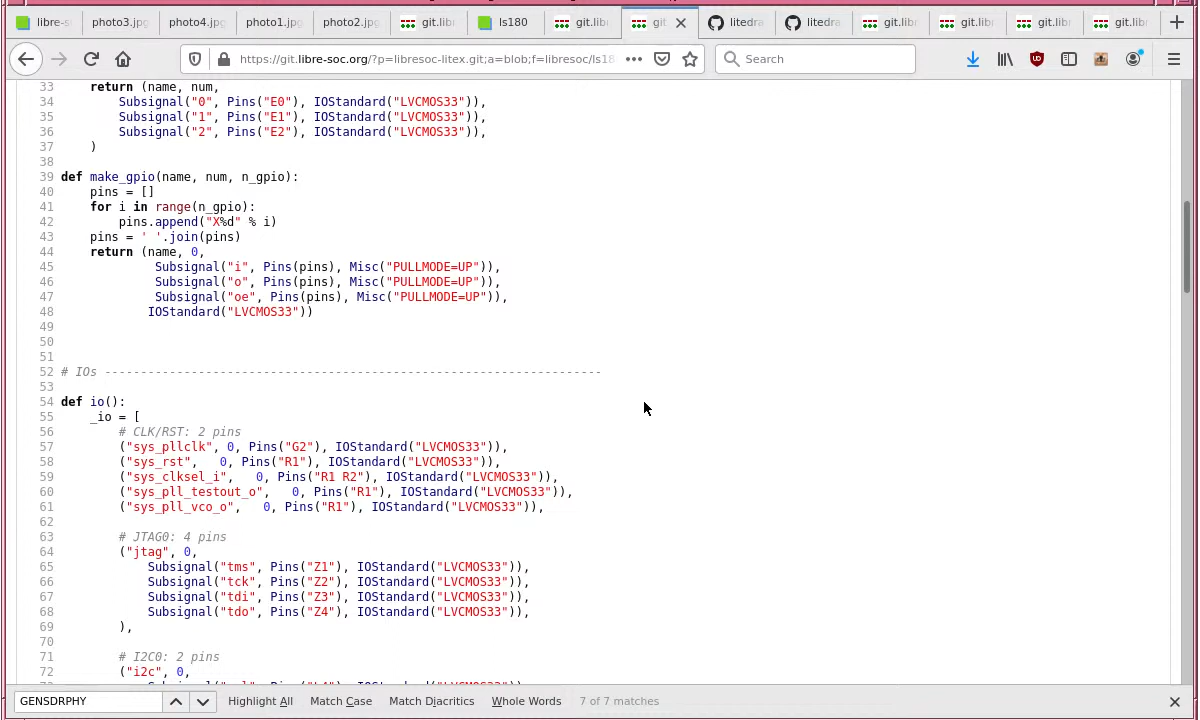 libre-s
photo3.jpg
photo4.jpg
photo1.jpg
photo2.jpg
git.lib
ls180
git.lib
git
litedra
litedra
git.libr
git.libr
git.libr
git.libr
https://git.libre-soc.org/?p=libresoc-litex.git;a=blob;f=libresoc/ls18
Search
33 return (name, num,
34 Subsignal("0", Pins("E0"), IOStandard("LVCMOS33")),
35 Subsignal("1", Pins("E1"), IOStandard("LVCMOS33")),
36 Subsignal("2", Pins("E2"), IOStandard("LVCMOS33")),
37 )
38
39 def make_gpio(name, num, n_gpio):
40 pins = []
41 for i in range(n_gpio):
42 pins.append("X%d" % i)
43 pins = ' '.join(pins)
44 return (name, 0,
45 Subsignal("i", Pins(pins), Misc("PULLMODE=UP")),
46 Subsignal("o", Pins(pins), Misc("PULLMODE=UP")),
47 Subsignal("oe", Pins(pins), Misc("PULLMODE=UP")),
48 IOStandard("LVCMOS33"))
49
50
51
52 # IOs ---------------------------------------------------------------------
53
54 def io():
55 _io = [
56 # CLK/RST: 2 pins
57 ("sys_pllclk", 0, Pins("G2"), IOStandard("LVCMOS33")),
58 ("sys_rst", 0, Pins("R1"), IOStandard("LVCMOS33")),
59 ("sys_clksel_i", 0, Pins("R1 R2"), IOStandard("LVCMOS33")),
60 ("sys_pll_testout_o", 0, Pins("R1"), IOStandard("LVCMOS33")),
61 ("sys_pll_vco_o", 0, Pins("R1"), IOStandard("LVCMOS33")),
62
63 # JTAG0: 4 pins
64 ("jtag", 0,
65 Subsignal("tms", Pins("Z1"), IOStandard("LVCMOS33")),
66 Subsignal("tck", Pins("Z2"), IOStandard("LVCMOS33")),
67 Subsignal("tdi", Pins("Z3"), IOStandard("LVCMOS33")),
68 Subsignal("tdo", Pins("Z4"), IOStandard("LVCMOS33")),
69 ),
70
71 # I2C0: 2 pins
72 ("i2c", 0,
GENSDRPHY
Highlight All
Match Case
Match Diacritics
Whole Words
7 of 7 matches